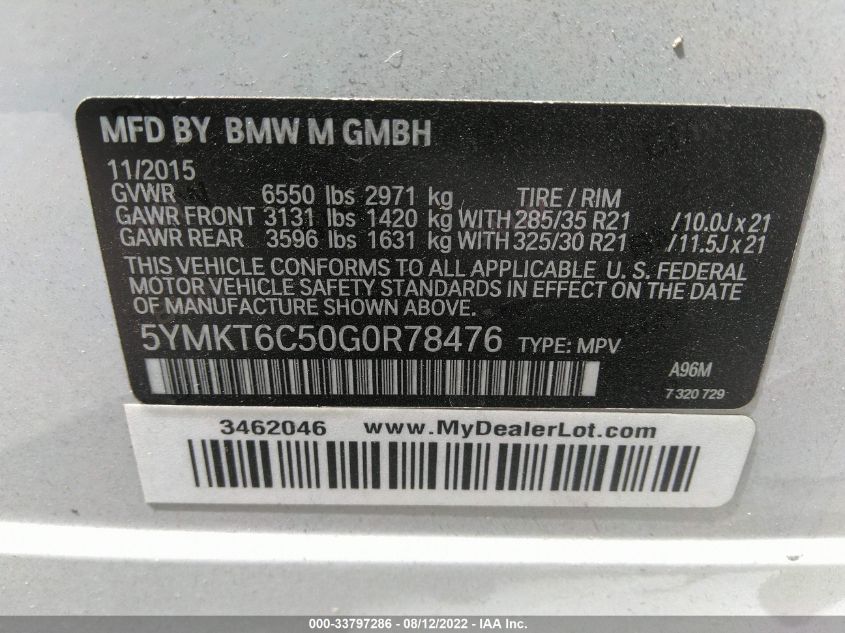 MFD BY BMW M GMBH
11/2015
GVWR 6550 lbs 2971 kg TIRE / RIM
GAWR FRONT 3131 lbs 1420 kg WITH 285/35 R21 /10.0J x 21
GAWR REAR 3596 lbs 1631 kg WITH 325/30 R21 /11.5J x 21
THIS VEHICLE CONFORMS TO ALL APPLICABLE U. S. FEDERAL
MOTOR VEHICLE SAFETY STANDARDS IN EFFECT ON THE DATE
OF MANUFACTURE SHOWN ABOVE.
5YMKT6C50G0R78476 TYPE: MPV
A96M
7 320 729
3462046 www.MyDealerLot.com
000-33797286 - 08/12/2022 - IAA Inc.